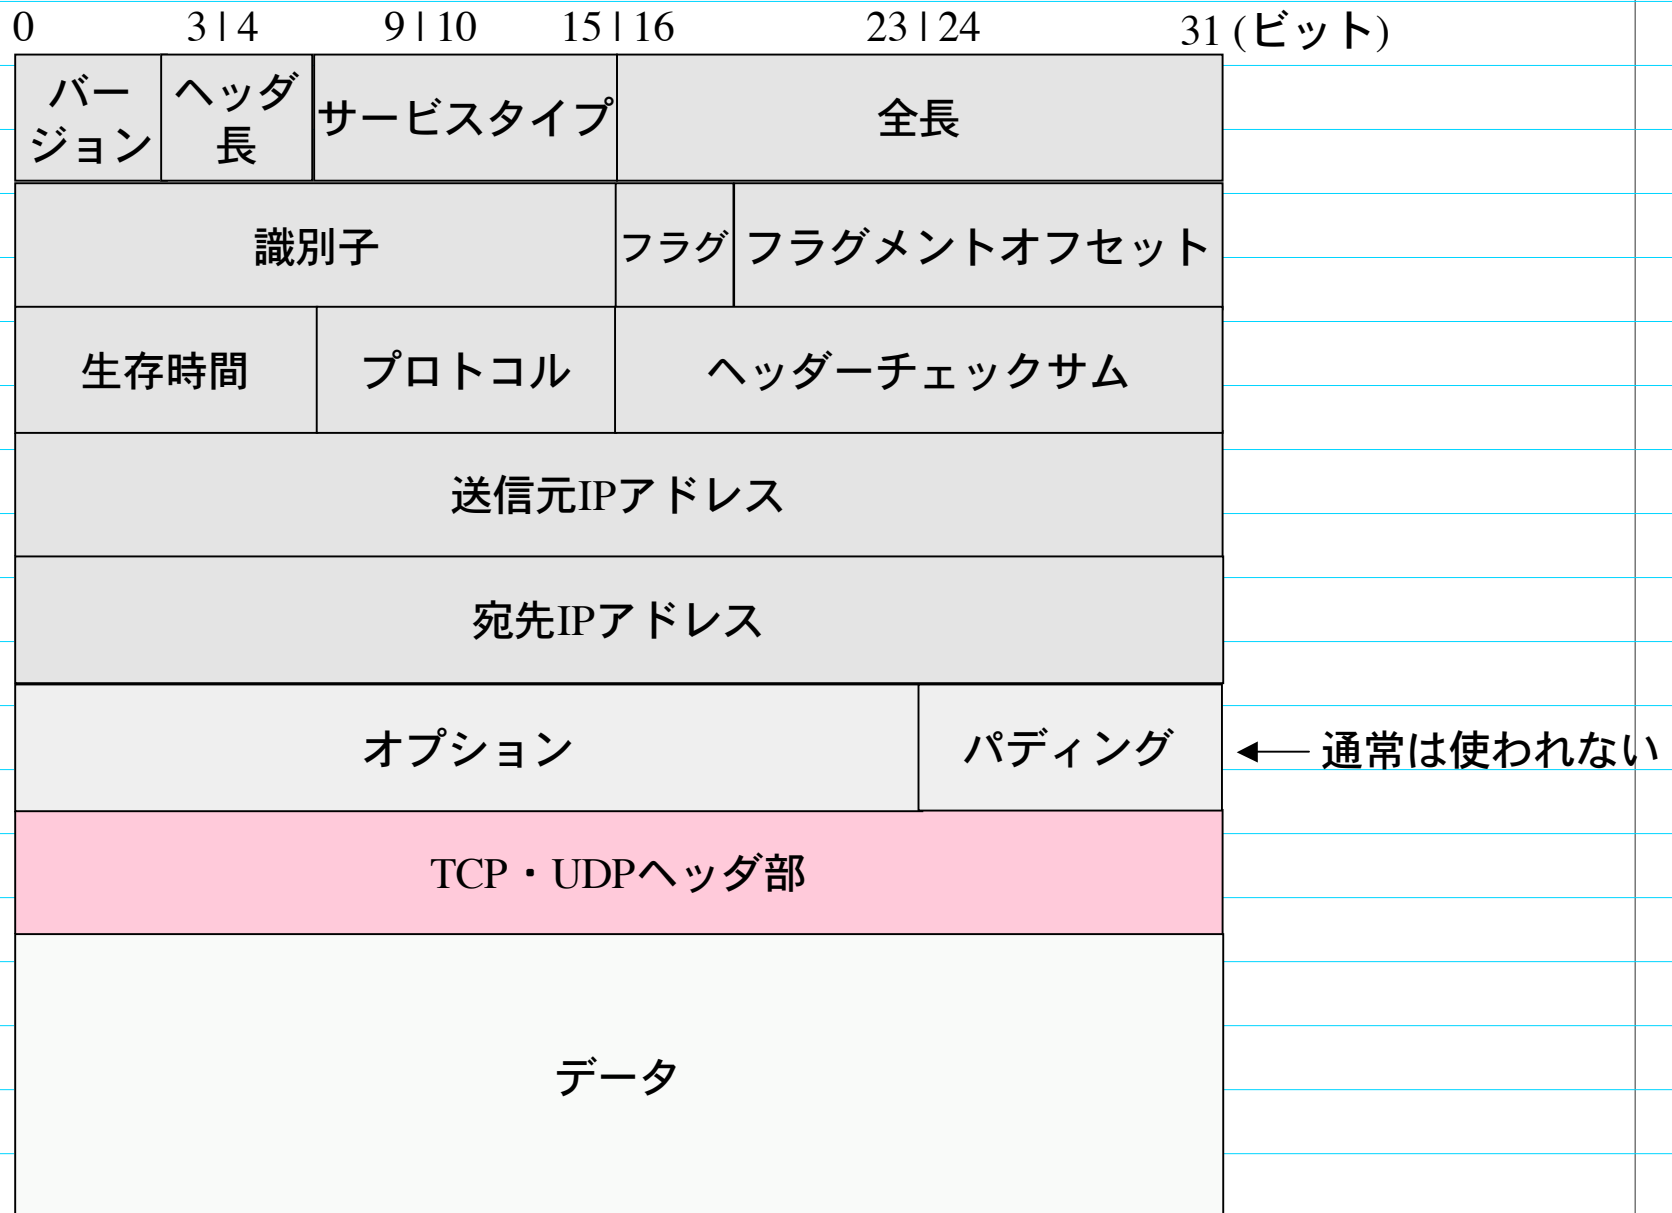 0 3 | 4 9 | 10 15 | 16 23 | 24 31 (ビット)
バー
ジョン
ヘッダ
長
サービスタイプ
全長
識別子
フラグ
フラグメントオフセット
生存時間
プロトコル
ヘッダーチェックサム
送信元IPアドレス
宛先IPアドレス
オプション
パディング
通常は使われない
TCP・UDPヘッダ部
データ